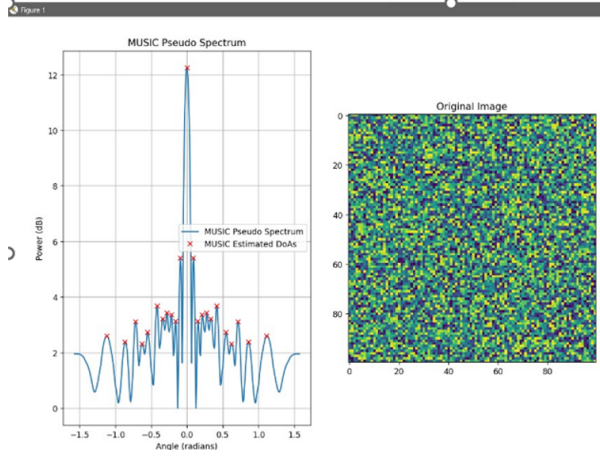 Figure 1
MUSIC Pseudo Spectrum
12
10
8
6
4
2
0
Power (dB)
MUSIC Pseudo Spectrum
MUSIC Estimated DoAs
−1.5 −1.0 −0.5 0.0 0.5 1.0 1.5
Angle (radians)
Original Image
0
20
40
60
80
0 20 40 60 80